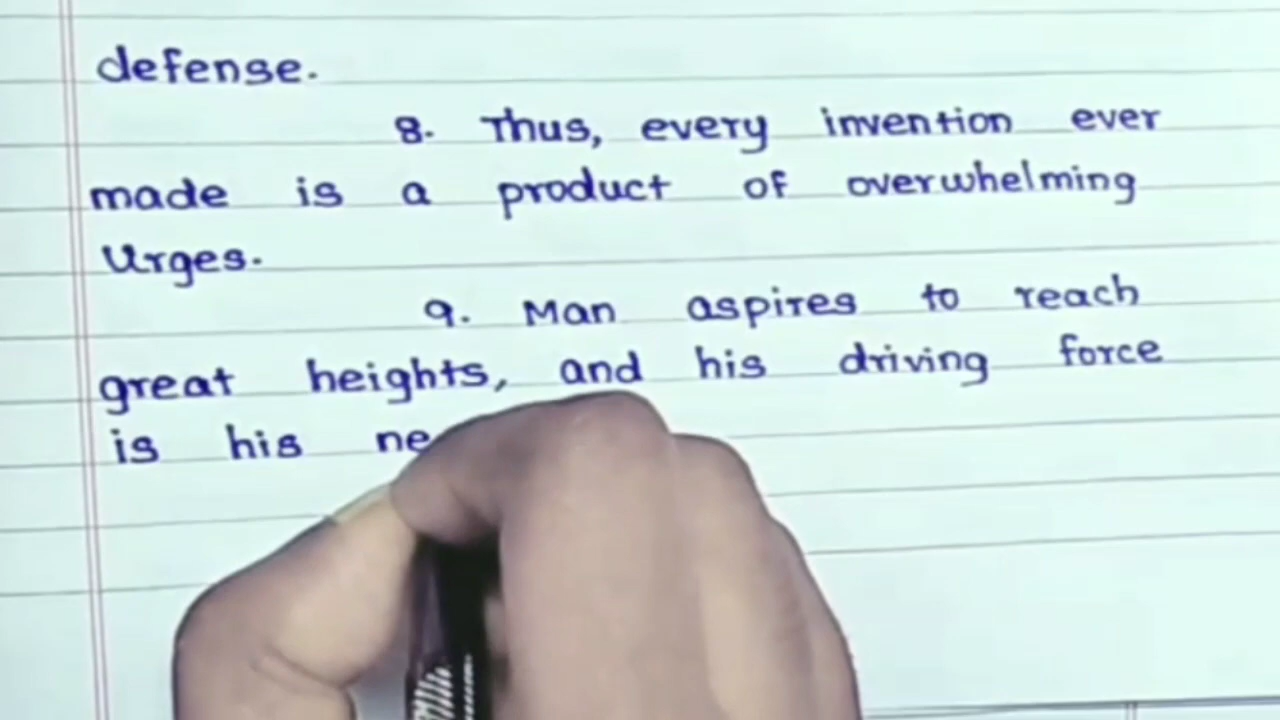 defense.
8. Thus, every invention ever
made is a product of overwhelming
Urges.
9. Man aspires to reach
great heights, and his driving force
is his ne